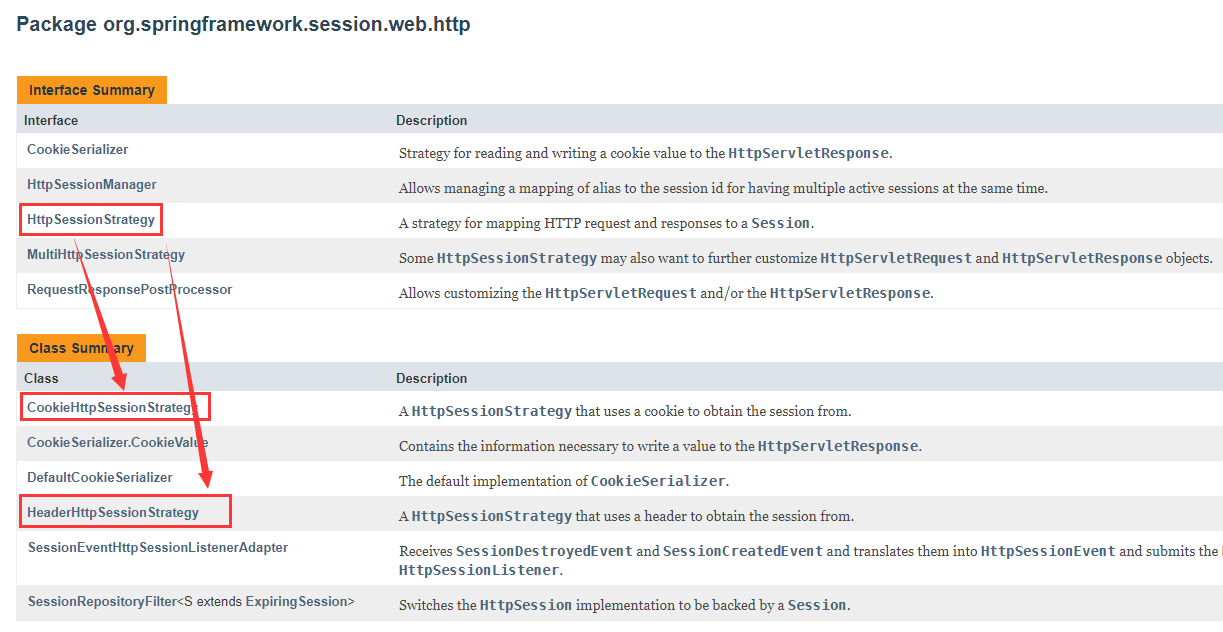 Package org.springframework.session.web.http
Interface Summary
Interface Description
CookieSerializer Strategy for reading and writing a cookie value to the HttpServletResponse.
HttpSessionManager Allows managing a mapping of alias to the session id for having multiple active sessions at the same time.
HttpSessionStrategy A strategy for mapping HTTP request and responses to a Session.
MultiHttpSessionStrategy Some HttpSessionStrategy may also want to further customize HttpServletRequest and HttpServletResponse objects.
RequestResponsePostProcessor Allows customizing the HttpServletRequest and/or the HttpServletResponse.
Class Summary
Class Description
CookieHttpSessionStrategy A HttpSessionStrategy that uses a cookie to obtain the session from.
CookieSerializer.CookieValue Contains the information necessary to write a value to the HttpServletResponse.
DefaultCookieSerializer The default implementation of CookieSerializer.
HeaderHttpSessionStrategy A HttpSessionStrategy that uses a header to obtain the session from.
SessionEventHttpSessionListenerAdapter Receives SessionDestroyedEvent and SessionCreatedEvent and translates them into HttpSessionEvent and submits the
HttpSessionListener.
SessionRepositoryFilter<S extends ExpiringSession> Switches the HttpSession implementation to be backed by a Session.